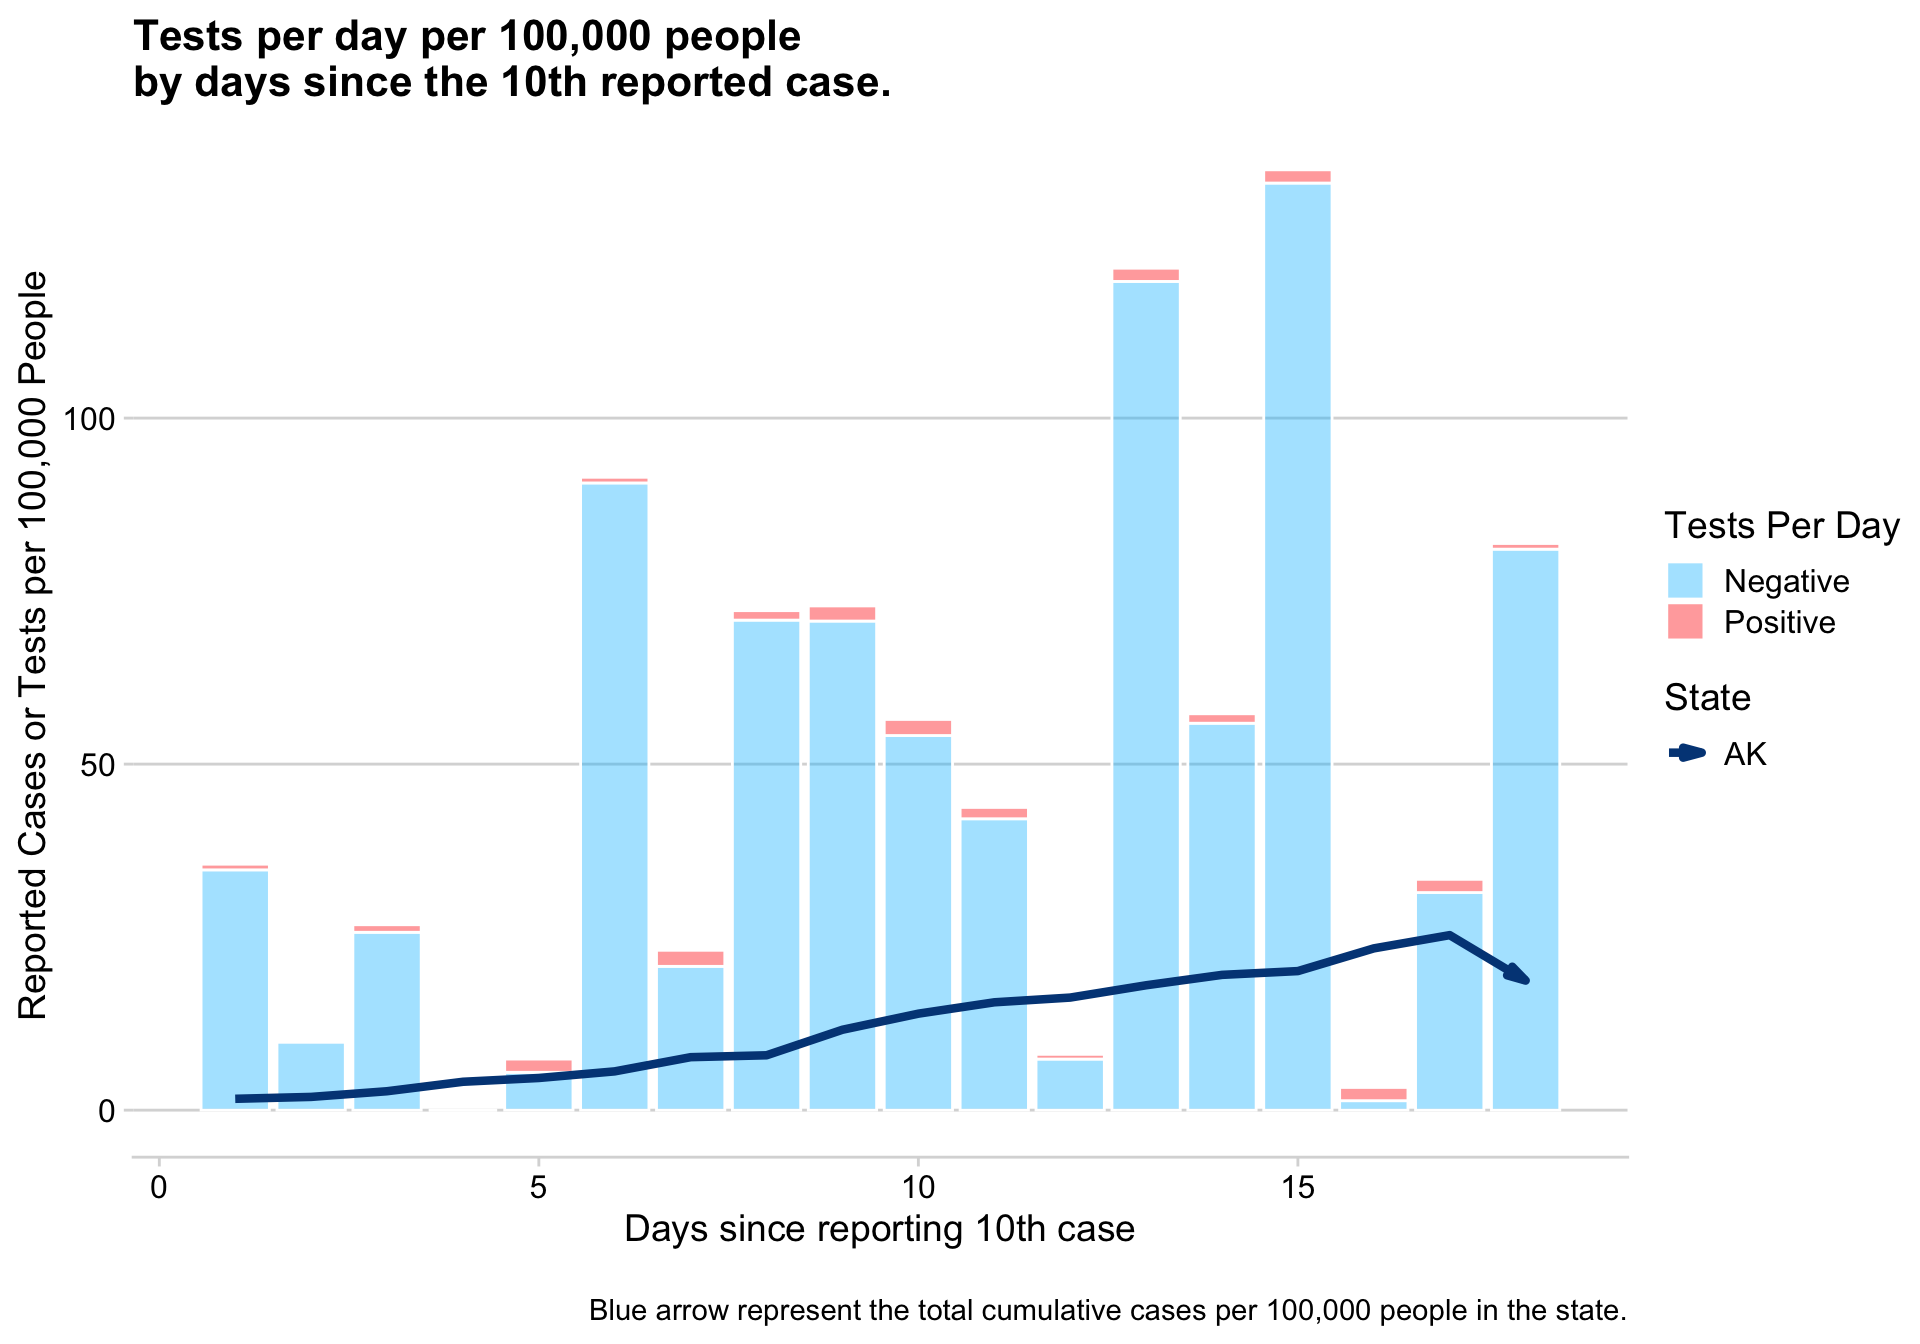 Tests per day per 100,000 people
by days since the 10th reported case.
Reported Cases or Tests per 100,000 People
100
50
0
0
5
10
15
Days since reporting 10th case
Tests Per Day
Negative
Positive
State
AK
Blue arrow represent the total cumulative cases per 100,000 people in the state.